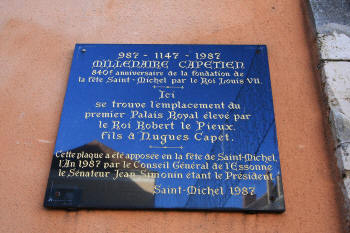 987 - 1147 - 1987
MILLENAIRE CAPETIEN
840e anniversaire de la fondation de
la fête Saint-Michel par le Roi Louis VII.
Ici
se trouve l'emplacement du
premier Palais Royal élevé par
le Roi Robert le Pieux,
fils à Hugues Capet.
Cette plaque a été apposée en la fête de Saint-Michel,
l'An 1987 par le Conseil Général de l'Essonne
le Sénateur Jean Simonin étant le Président
Saint-Michel 1987